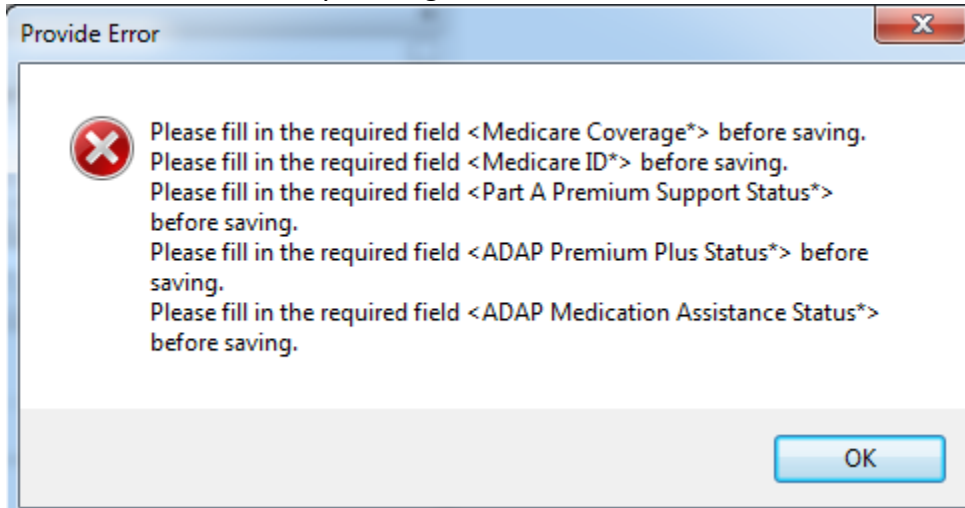 Provide Error
Please fill in the required field <Medicare Coverage*> before saving.
Please fill in the required field <Medicare ID*> before saving.
Please fill in the required field <Part A Premium Support Status*>
before saving.
Please fill in the required field <ADAP Premium Plus Status*> before
saving.
Please fill in the required field <ADAP Medication Assistance Status*>
before saving.
OK